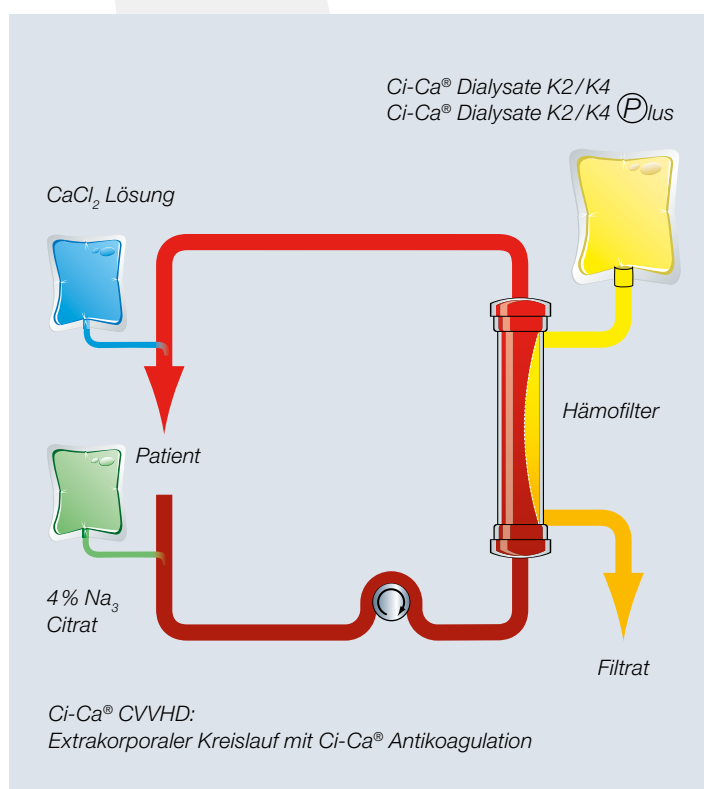 Ci-Ca® Dialysate K2/K4
Ci-Ca® Dialysate K2/K4 Plus
CaCl₂ Lösung
Hämofilter
Patient
4% Na₃
Citrat
Filtrat
Ci-Ca® CVVHD:
Extrakorporaler Kreislauf mit Ci-Ca® Antikoagulation